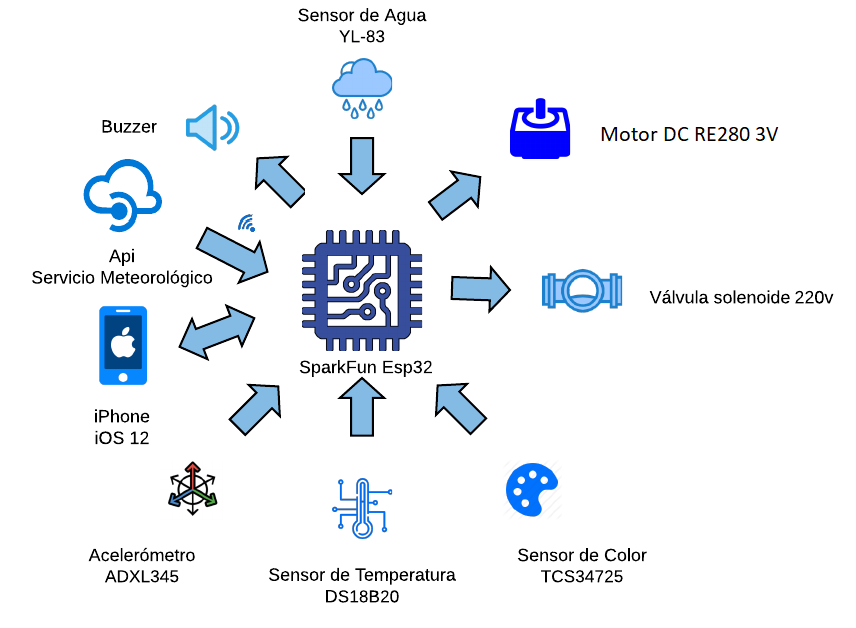 Sensor de Agua
YL-83
Buzzer
Motor DC RE280 3V
Api
Servicio Meteorológico
Válvula solenoide 220v
SparkFun Esp32
iPhone
iOS 12
Acelerómetro
ADXL345
Sensor de Temperatura
DS18B20
Sensor de Color
TCS34725